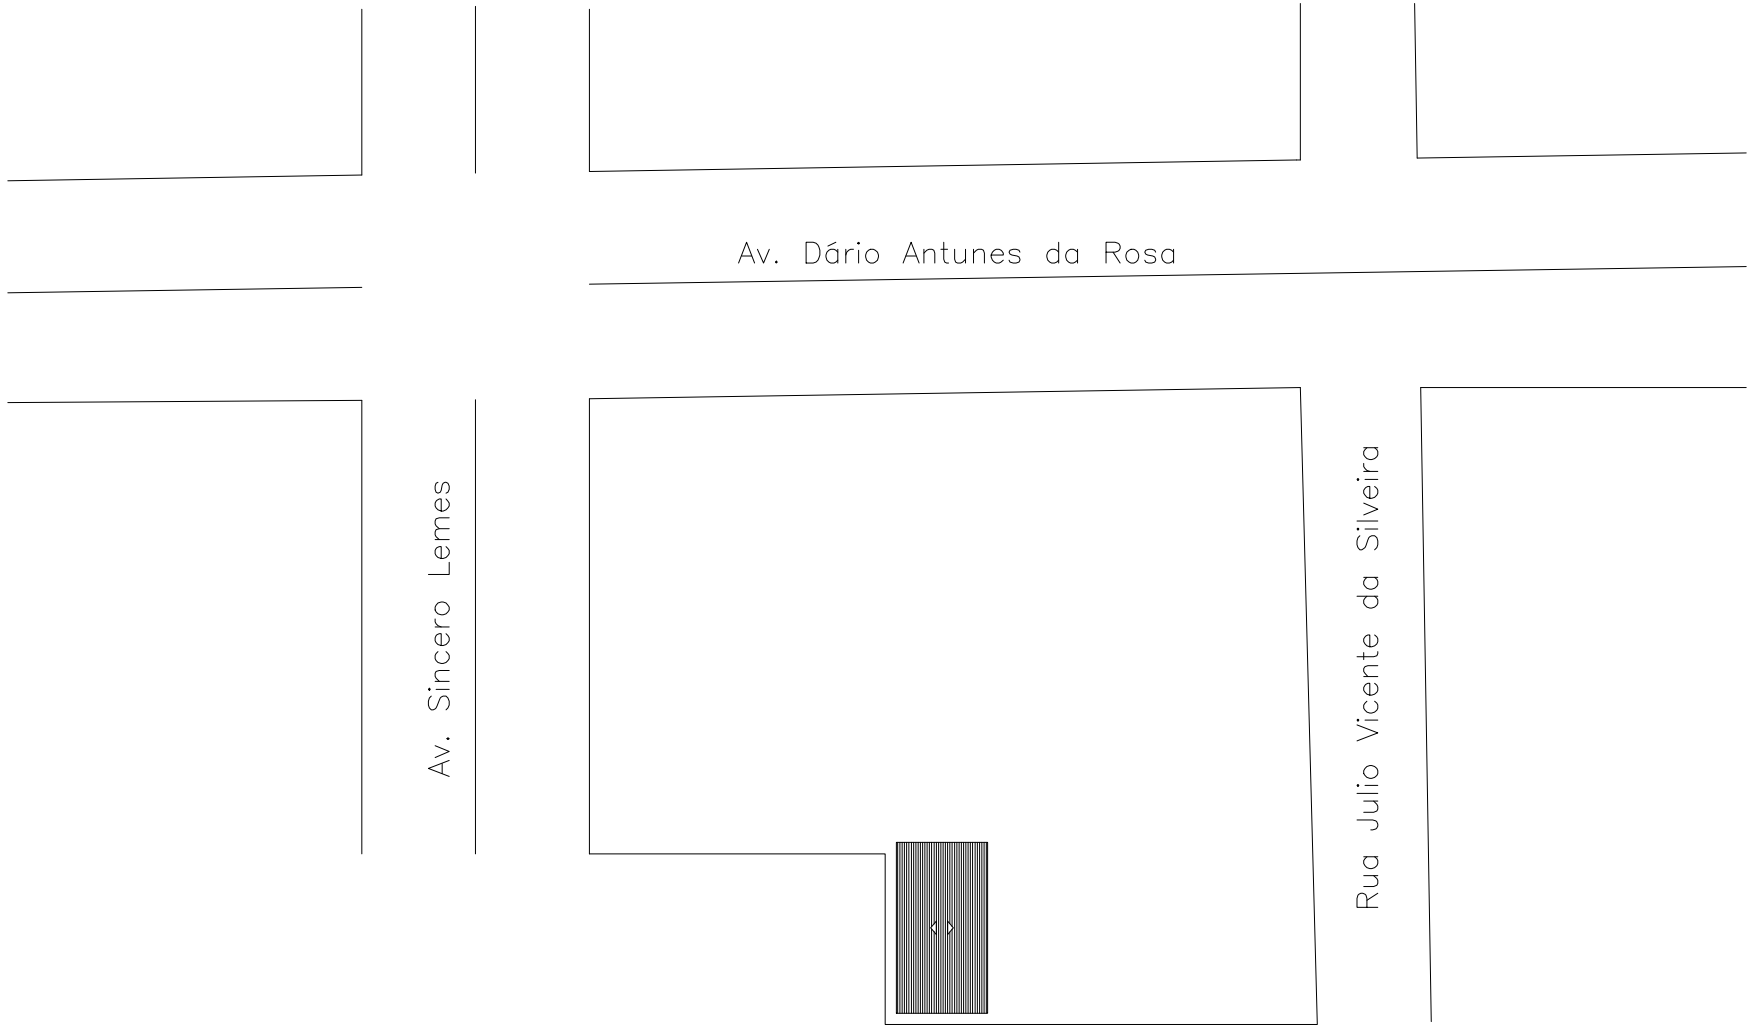 Av. Dário Antunes da Rosa
Av. Sincero Lemes
Rua Julio Vicente da Silveira